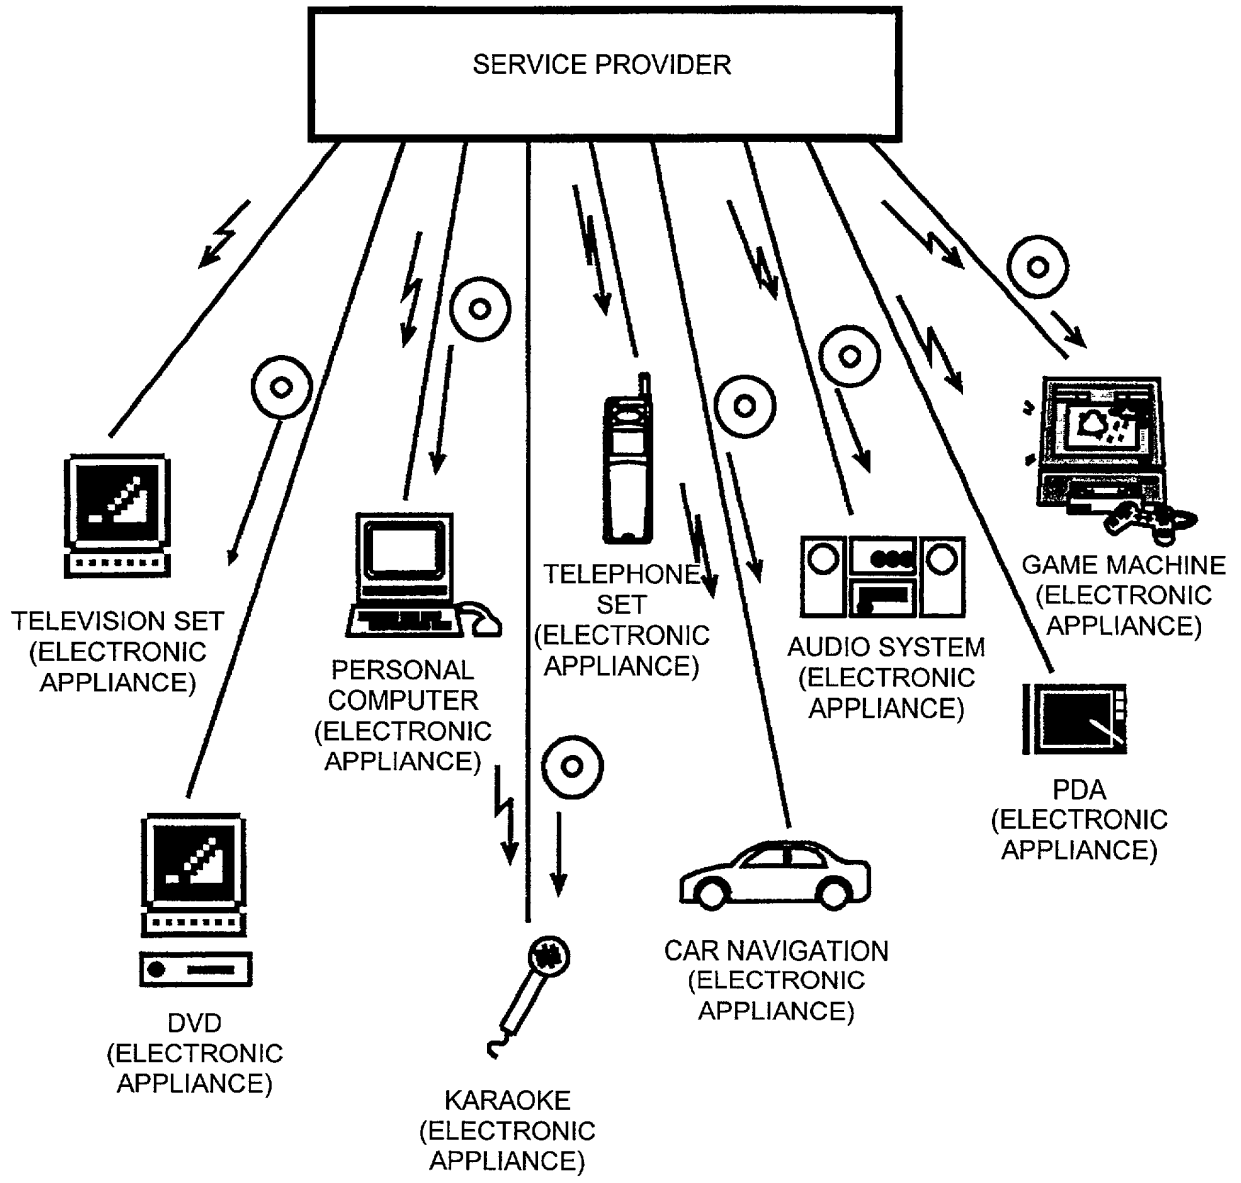 SERVICE PROVIDER
TELEVISION SET
(ELECTRONIC
APPLIANCE)
DVD
(ELECTRONIC
APPLIANCE)
PERSONAL
COMPUTER
(ELECTRONIC
APPLIANCE)
KARAOKE
(ELECTRONIC
APPLIANCE)
TELEPHONE
SET
(ELECTRONIC
APPLIANCE)
CAR NAVIGATION
(ELECTRONIC
APPLIANCE)
AUDIO SYSTEM
(ELECTRONIC
APPLIANCE)
PDA
(ELECTRONIC
APPLIANCE)
GAME MACHINE
(ELECTRONIC
APPLIANCE)